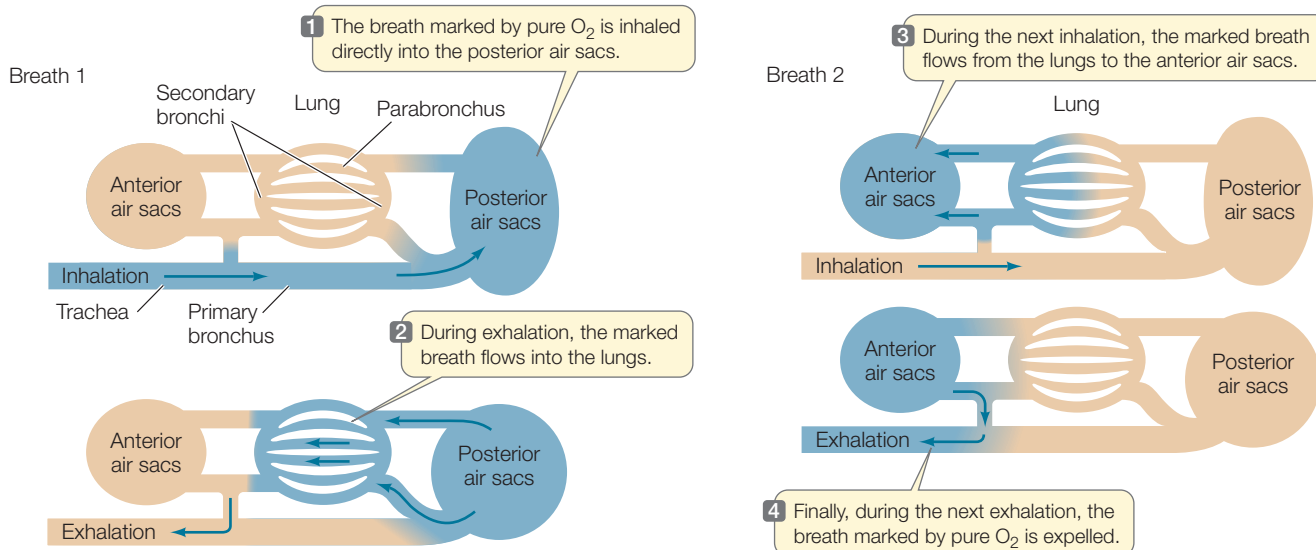 Breath 1
1 The breath marked by pure O₂ is inhaled
directly into the posterior air sacs.
Secondary
bronchi
Lung
Parabronchus
Anterior
air sacs
Posterior
air sacs
Inhalation
Trachea
Primary
bronchus
2 During exhalation, the marked
breath flows into the lungs.
Anterior
air sacs
Posterior
air sacs
Exhalation
Breath 2
3 During the next inhalation, the marked breath
flows from the lungs to the anterior air sacs.
Lung
Anterior
air sacs
Posterior
air sacs
Inhalation
Anterior
air sacs
Posterior
air sacs
Exhalation
4 Finally, during the next exhalation, the
breath marked by pure O₂ is expelled.